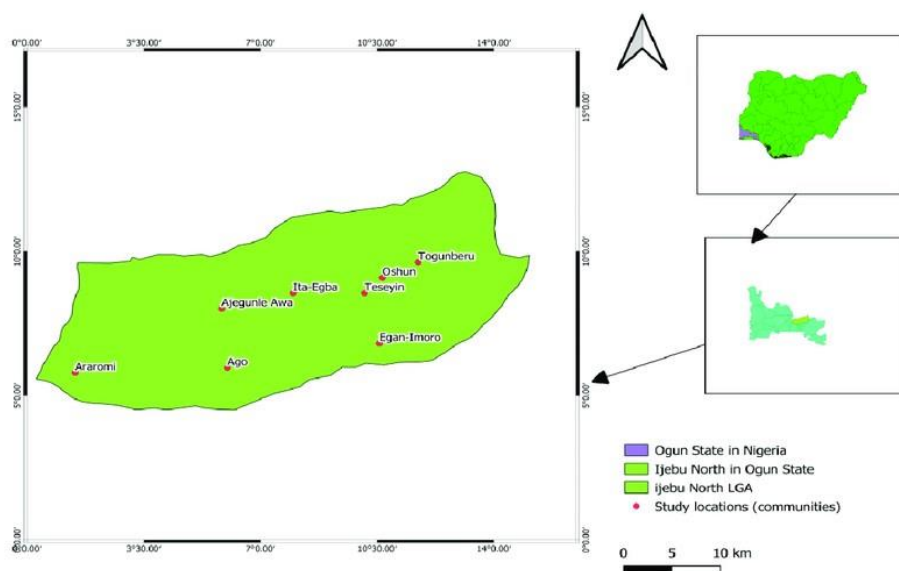 0°0.00' 3°30.00' 7°0.00' 10°30.00' 14°0.00'
15°0.00' 15°0.00'
10°0.00' 10°0.00'
Togunberu
Oshun
Ita-Egba Teseyin
Ajegunle Awa
Egan-Imoro
Ago
Araromi
5°0.00' 5°0.00'
Ogun State in Nigeria
Ijebu North in Ogun State
ijebu North LGA
Study locations (communities)
0°0.00' 0°0.00'
0°0.00' 3°30.00' 7°0.00' 10°30.00' 14°0.00'
0 5 10 km